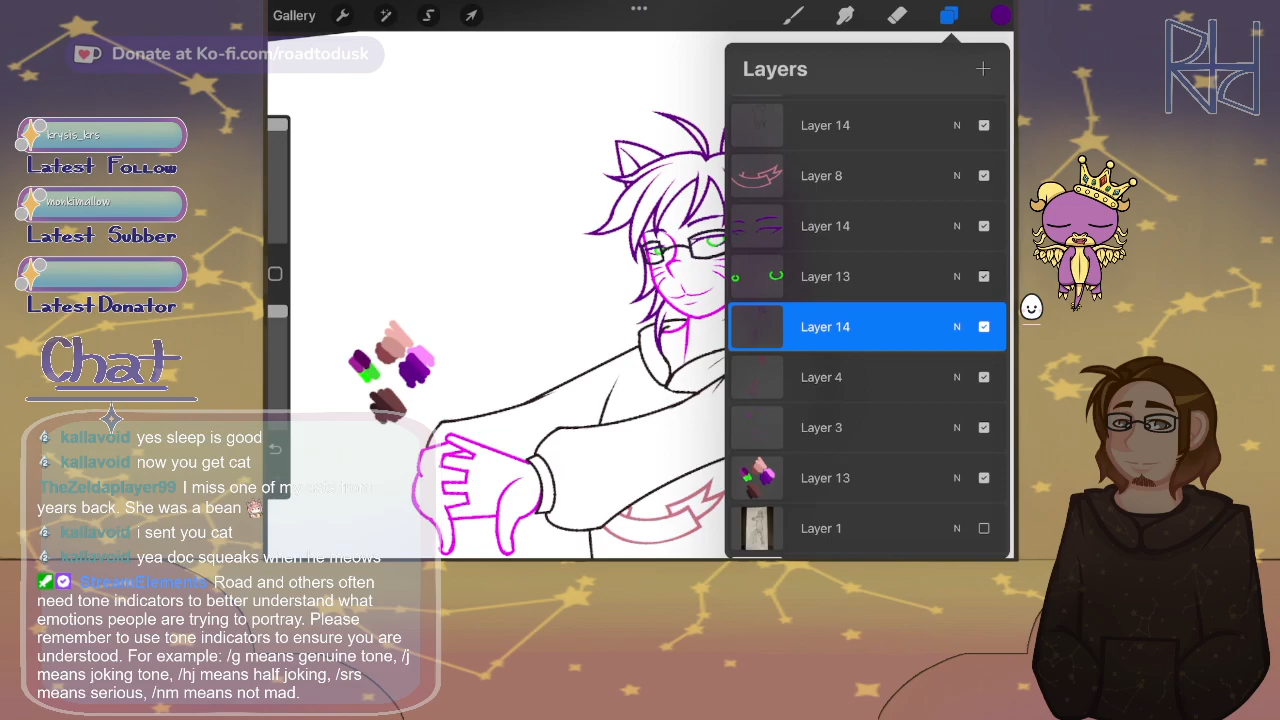 Gallery
Donate at Ko-fi.com/roadtodusk
Layers
Layer 14 N
Layer 8 N
Layer 14 N
Layer 13 N
Layer 14 N
Layer 4 N
Layer 3 N
Layer 13 N
Layer 1 N
krysis_krs
Latest Follow
monkimallow
Latest Subber
Latest Donator
Chat
kallavoid yes sleep is good
kallavoid now you get cat
TheZeldaplayer99 I miss one of my cats from
years back. She was a bean
kallavoid i sent you cat
kallavoid yea doc squeaks when he meows
StreamElements Road and others often
need tone indicators to better understand what
emotions people are trying to portray. Please
remember to use tone indicators to ensure you are
understood. For example: /g means genuine tone, /j
means joking tone, /hj means half joking, /srs
means serious, /nm means not mad.